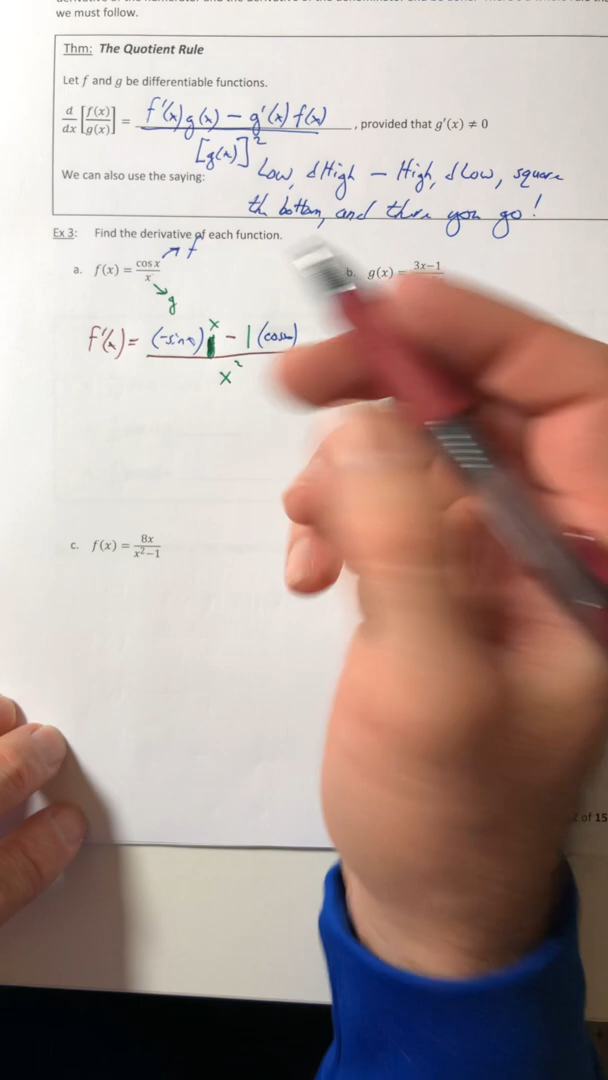 we must follow.
Thm: The Quotient Rule
Let f and g be differentiable functions.
d/dx [f(x)/g(x)] = f'(x)g(x) - g'(x)f(x) / [g(x)]² , provided that g'(x) ≠ 0
We can also use the saying: Low, dHigh - High, dLow, square
the bottom, and there you go!
Ex 3: Find the derivative of each function.
a. f(x) = cos x / x → f → g
b. g(x) = 3x−1
f'(x) = (-sin x) x - 1 (cos x) / x²
c. f(x) = 8x / x²−1
of 15